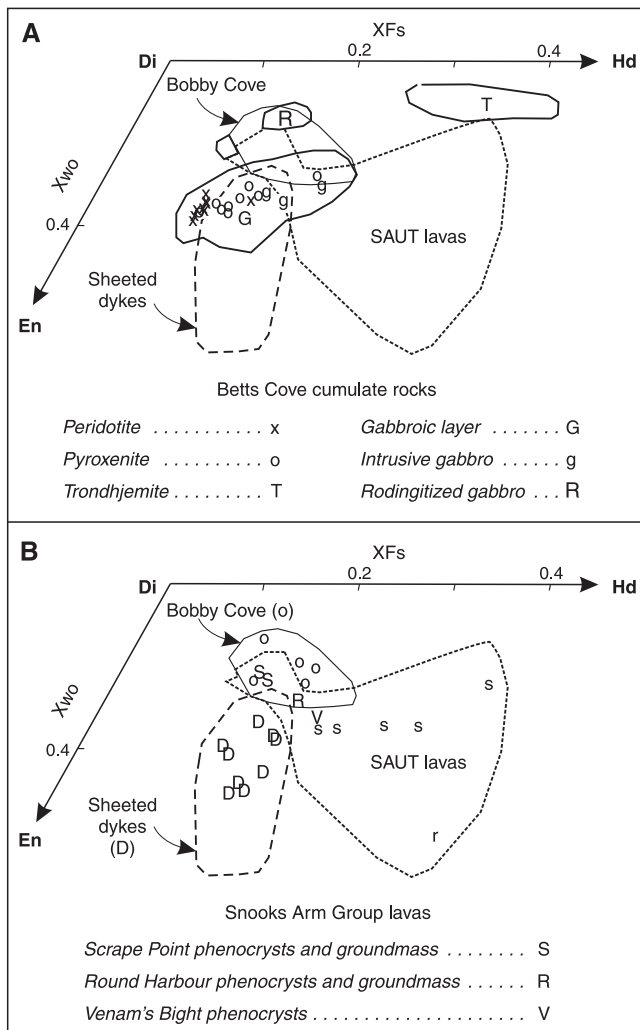 A
XFs
0.2
0.4
Di
Hd
Bobby Cove
R
T
XWo
o
g
x
o
o
g
x
o
g
G
0.4
SAUT lavas
Sheeted
dykes
En
Betts Cove cumulate rocks
Peridotite . . . . . . . . . . . x
Gabbroic layer . . . . . . . G
Pyroxenite . . . . . . . . . . o
Intrusive gabbro . . . . . . g
Trondhjemite . . . . . . . . . T
Rodingitized gabbro . . . R
B
XFs
0.2
0.4
Di
Hd
Bobby Cove (o)
o
o
o
S
o
S
o
s
R
V
XWo
D
s
s
s
s
D
D
D
D
0.4
SAUT lavas
D
D
D
D
Sheeted
dykes
(D)
r
En
Snooks Arm Group lavas
Scrape Point phenocrysts and groundmass . . . . . . . . S
Round Harbour phenocrysts and groundmass . . . . . . R
Venam's Bight phenocrysts . . . . . . . . . . . . . . . . . . . . V